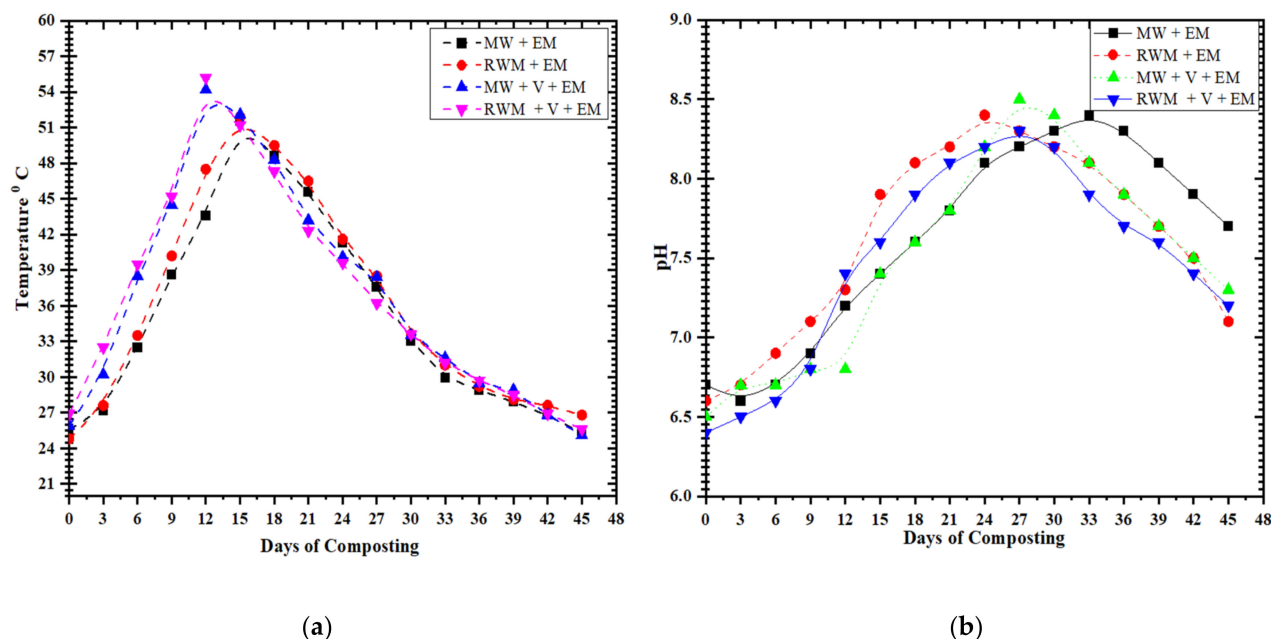 60
57
54
51
48
45
42
39
36
33
30
27
24
21
Temperature ⁰ C
MW + EM
RWM + EM
MW + V + EM
RWM + V + EM
0 3 6 9 12 15 18 21 24 27 30 33 36 39 42 45 48
Days of Composting
(a)
9.0
8.5
8.0
7.5
7.0
6.5
6.0
pH
MW + EM
RWM + EM
MW + V + EM
RWM + V + EM
0 3 6 9 12 15 18 21 24 27 30 33 36 39 42 45 48
Days of Composting
(b)